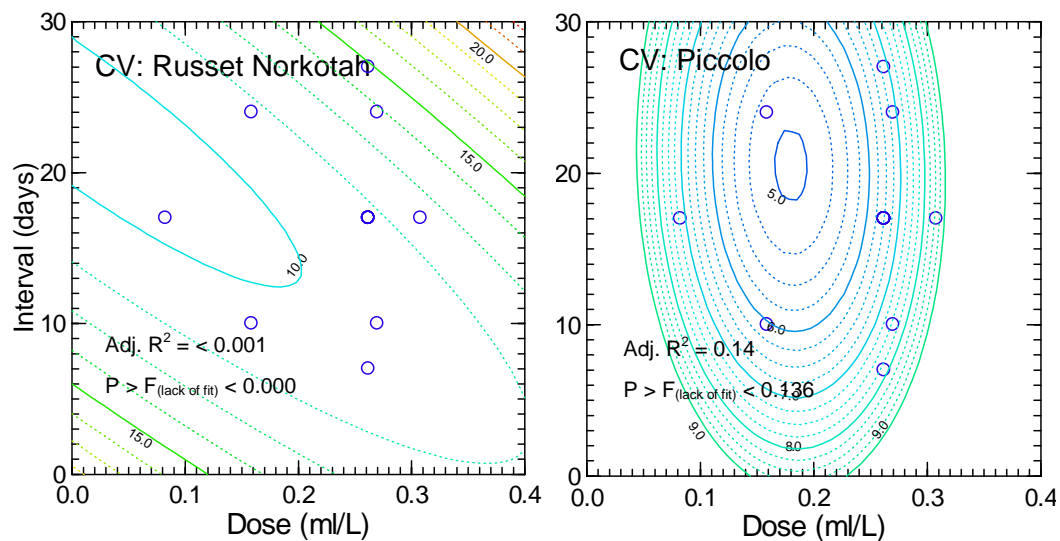 CV: Russet Norkotah
20.0
15.0
10.0
15.0
Adj. R² = < 0.001
P > F(lack of fit) < 0.000
30
20
10
0
Interval (days)
0.0 0.1 0.2 0.3 0.4
Dose (ml/L)
CV: Piccolo
5.0
6.0
7.0
8.0
9.0
9.0
Adj. R² = 0.14
P > F(lack of fit) < 0.136
30
20
10
0
0.0 0.1 0.2 0.3 0.4
Dose (ml/L)